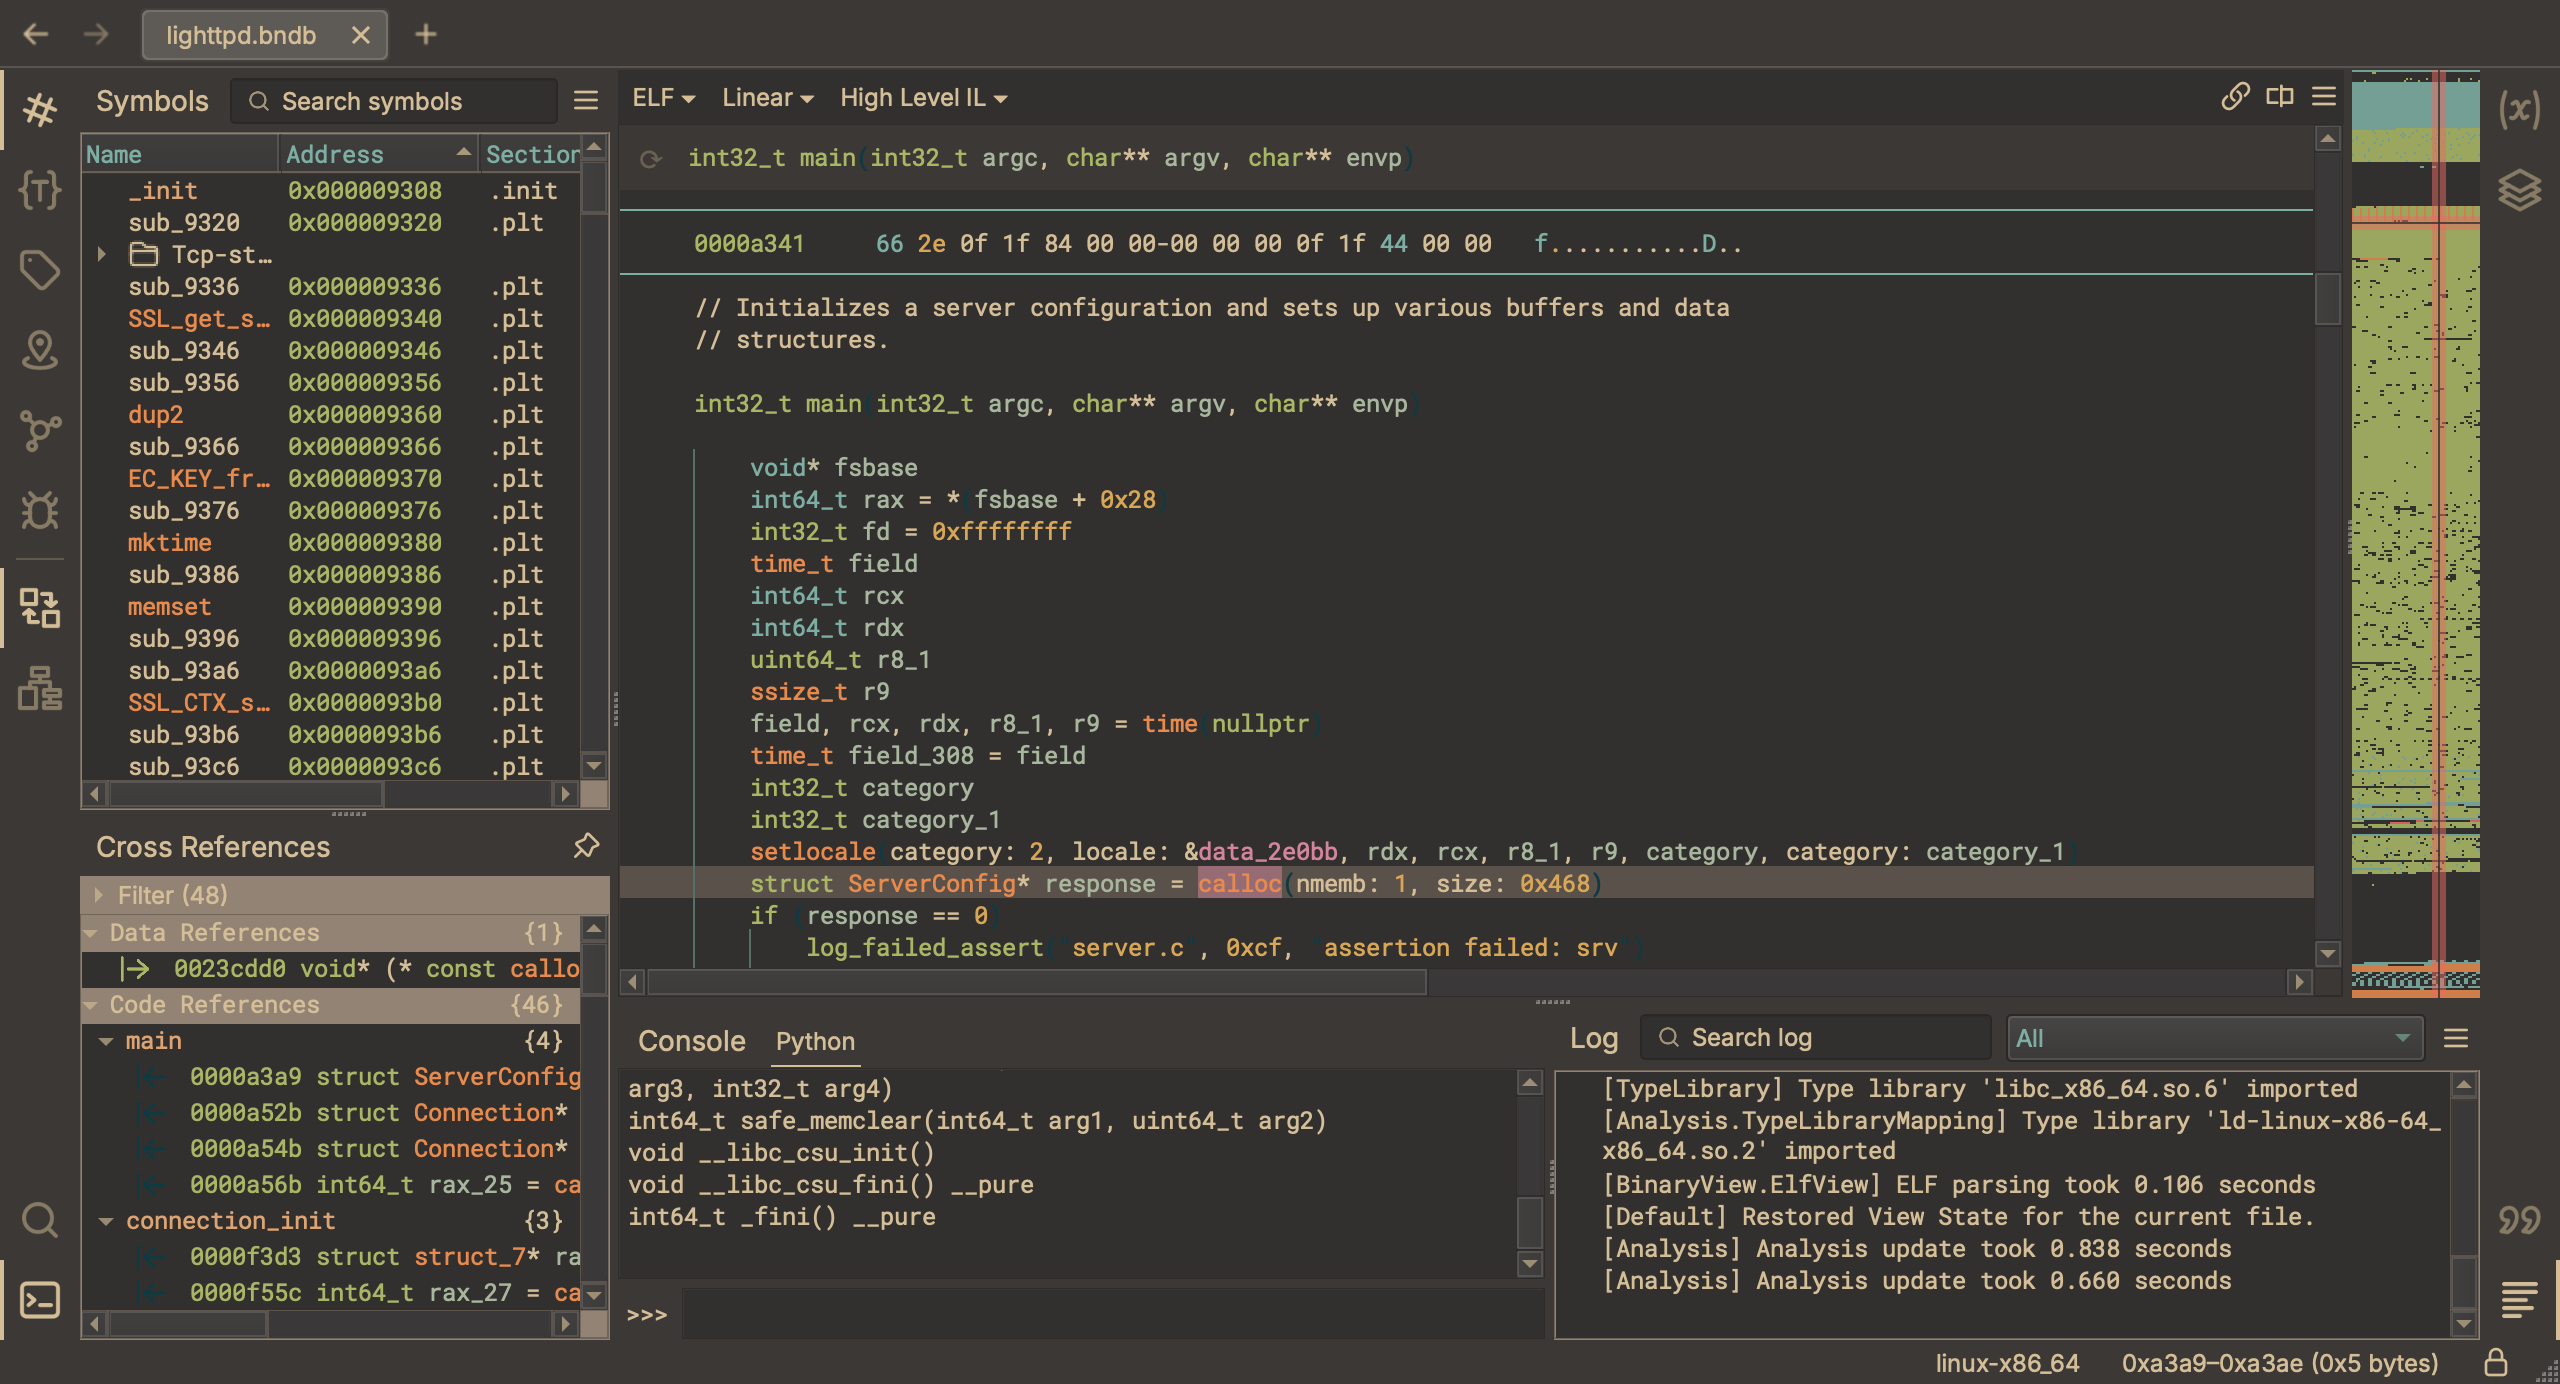 lighttpd.bndb
Symbols
Search symbols
Name Address Section
_init 0x000009308 .init
sub_9320 0x000009320 .plt
Tcp-st…
sub_9336 0x000009336 .plt
SSL_get_s… 0x000009340 .plt
sub_9346 0x000009346 .plt
sub_9356 0x000009356 .plt
dup2 0x000009360 .plt
sub_9366 0x000009366 .plt
EC_KEY_fr… 0x000009370 .plt
sub_9376 0x000009376 .plt
mktime 0x000009380 .plt
sub_9386 0x000009386 .plt
memset 0x000009390 .plt
sub_9396 0x000009396 .plt
sub_93a6 0x0000093a6 .plt
SSL_CTX_s… 0x0000093b0 .plt
sub_93b6 0x0000093b6 .plt
sub_93c6 0x0000093c6 .plt
Cross References
Filter (48)
Data References {1}
0023cdd0 void* (* const callo
Code References {46}
main {4}
0000a3a9 struct ServerConfig
0000a52b struct Connection*
0000a54b struct Connection*
0000a56b int64_t rax_25 = ca
connection_init {3}
0000f3d3 struct struct_7* ra
0000f55c int64_t rax_27 = ca
ELF Linear High Level IL
int32_t main(int32_t argc, char** argv, char** envp)
0000a341 66 2e 0f 1f 84 00 00-00 00 00 0f 1f 44 00 00 f...........D..
// Initializes a server configuration and sets up various buffers and data
// structures.
int32_t main(int32_t argc, char** argv, char** envp)
void* fsbase
int64_t rax = *(fsbase + 0x28)
int32_t fd = 0xffffffff
time_t field
int64_t rcx
int64_t rdx
uint64_t r8_1
ssize_t r9
field, rcx, rdx, r8_1, r9 = time(nullptr)
time_t field_308 = field
int32_t category
int32_t category_1
setlocale(category: 2, locale: &data_2e0bb, rdx, rcx, r8_1, r9, category, category: category_1)
struct ServerConfig* response = calloc(nmemb: 1, size: 0x468)
if (response == 0)
log_failed_assert("server.c", 0xcf, "assertion failed: srv")
Console Python
arg3, int32_t arg4)
int64_t safe_memclear(int64_t arg1, uint64_t arg2)
void __libc_csu_init()
void __libc_csu_fini() __pure
int64_t _fini() __pure
>>>
Log
Search log
All
[TypeLibrary] Type library 'libc_x86_64.so.6' imported
[Analysis.TypeLibraryMapping] Type library 'ld-linux-x86-64_
x86_64.so.2' imported
[BinaryView.ElfView] ELF parsing took 0.106 seconds
[Default] Restored View State for the current file.
[Analysis] Analysis update took 0.838 seconds
[Analysis] Analysis update took 0.660 seconds
linux-x86_64 0xa3a9–0xa3ae (0x5 bytes)